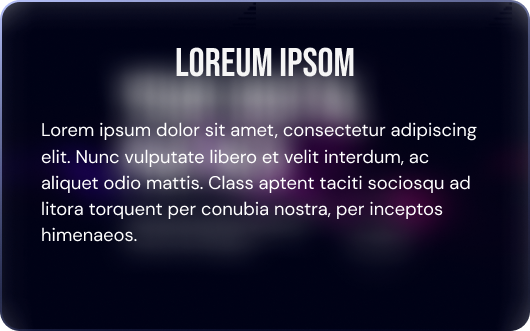 LOREUM IPSOM
Lorem ipsum dolor sit amet, consectetur adipiscing
elit. Nunc vulputate libero et velit interdum, ac
aliquet odio mattis. Class aptent taciti sociosqu ad
litora torquent per conubia nostra, per inceptos
himenaeos.